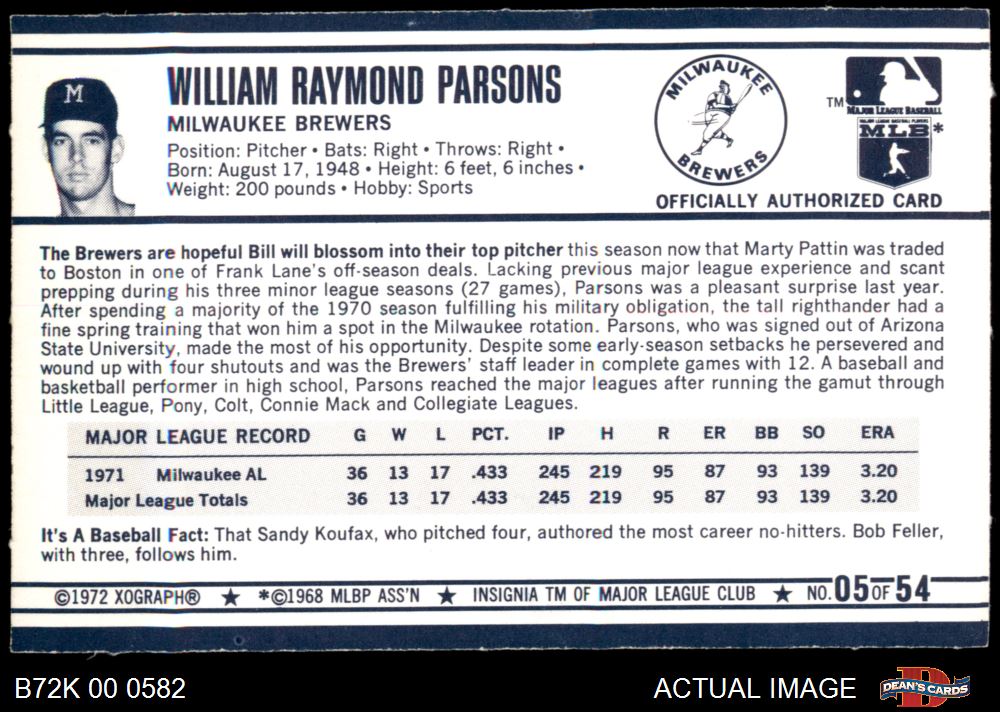 M
WILLIAM RAYMOND PARSONS
MILWAUKEE BREWERS
Position: Pitcher • Bats: Right • Throws: Right •
Born: August 17, 1948 • Height: 6 feet, 6 inches •
Weight: 200 pounds • Hobby: Sports
MILWAUKEE
BREWERS
TM
MAJOR LEAGUE BASEBALL
MAJOR LEAGUE BASEBALL PLAYERS
MLB*
OFFICIALLY AUTHORIZED CARD
The Brewers are hopeful Bill will blossom into their top pitcher this season now that Marty Pattin was traded
to Boston in one of Frank Lane's off-season deals. Lacking previous major league experience and scant
prepping during his three minor league seasons (27 games), Parsons was a pleasant surprise last year.
After spending a majority of the 1970 season fulfilling his military obligation, the tall righthander had a
fine spring training that won him a spot in the Milwaukee rotation. Parsons, who was signed out of Arizona
State University, made the most of his opportunity. Despite some early-season setbacks he persevered and
wound up with four shutouts and was the Brewers' staff leader in complete games with 12. A baseball and
basketball performer in high school, Parsons reached the major leagues after running the gamut through
Little League, Pony, Colt, Connie Mack and Collegiate Leagues.
MAJOR LEAGUE RECORD G W L PCT. IP H R ER BB SO ERA
1971 Milwaukee AL 36 13 17 .433 245 219 95 87 93 139 3.20
Major League Totals 36 13 17 .433 245 219 95 87 93 139 3.20
It's A Baseball Fact: That Sandy Koufax, who pitched four, authored the most career no-hitters. Bob Feller,
with three, follows him.
©1972 XOGRAPH® ★ *©1968 MLBP ASS'N ★ INSIGNIA TM OF MAJOR LEAGUE CLUB ★ NO. 05 OF 54
B72K 00 0582
ACTUAL IMAGE
D
DEAN'S CARDS